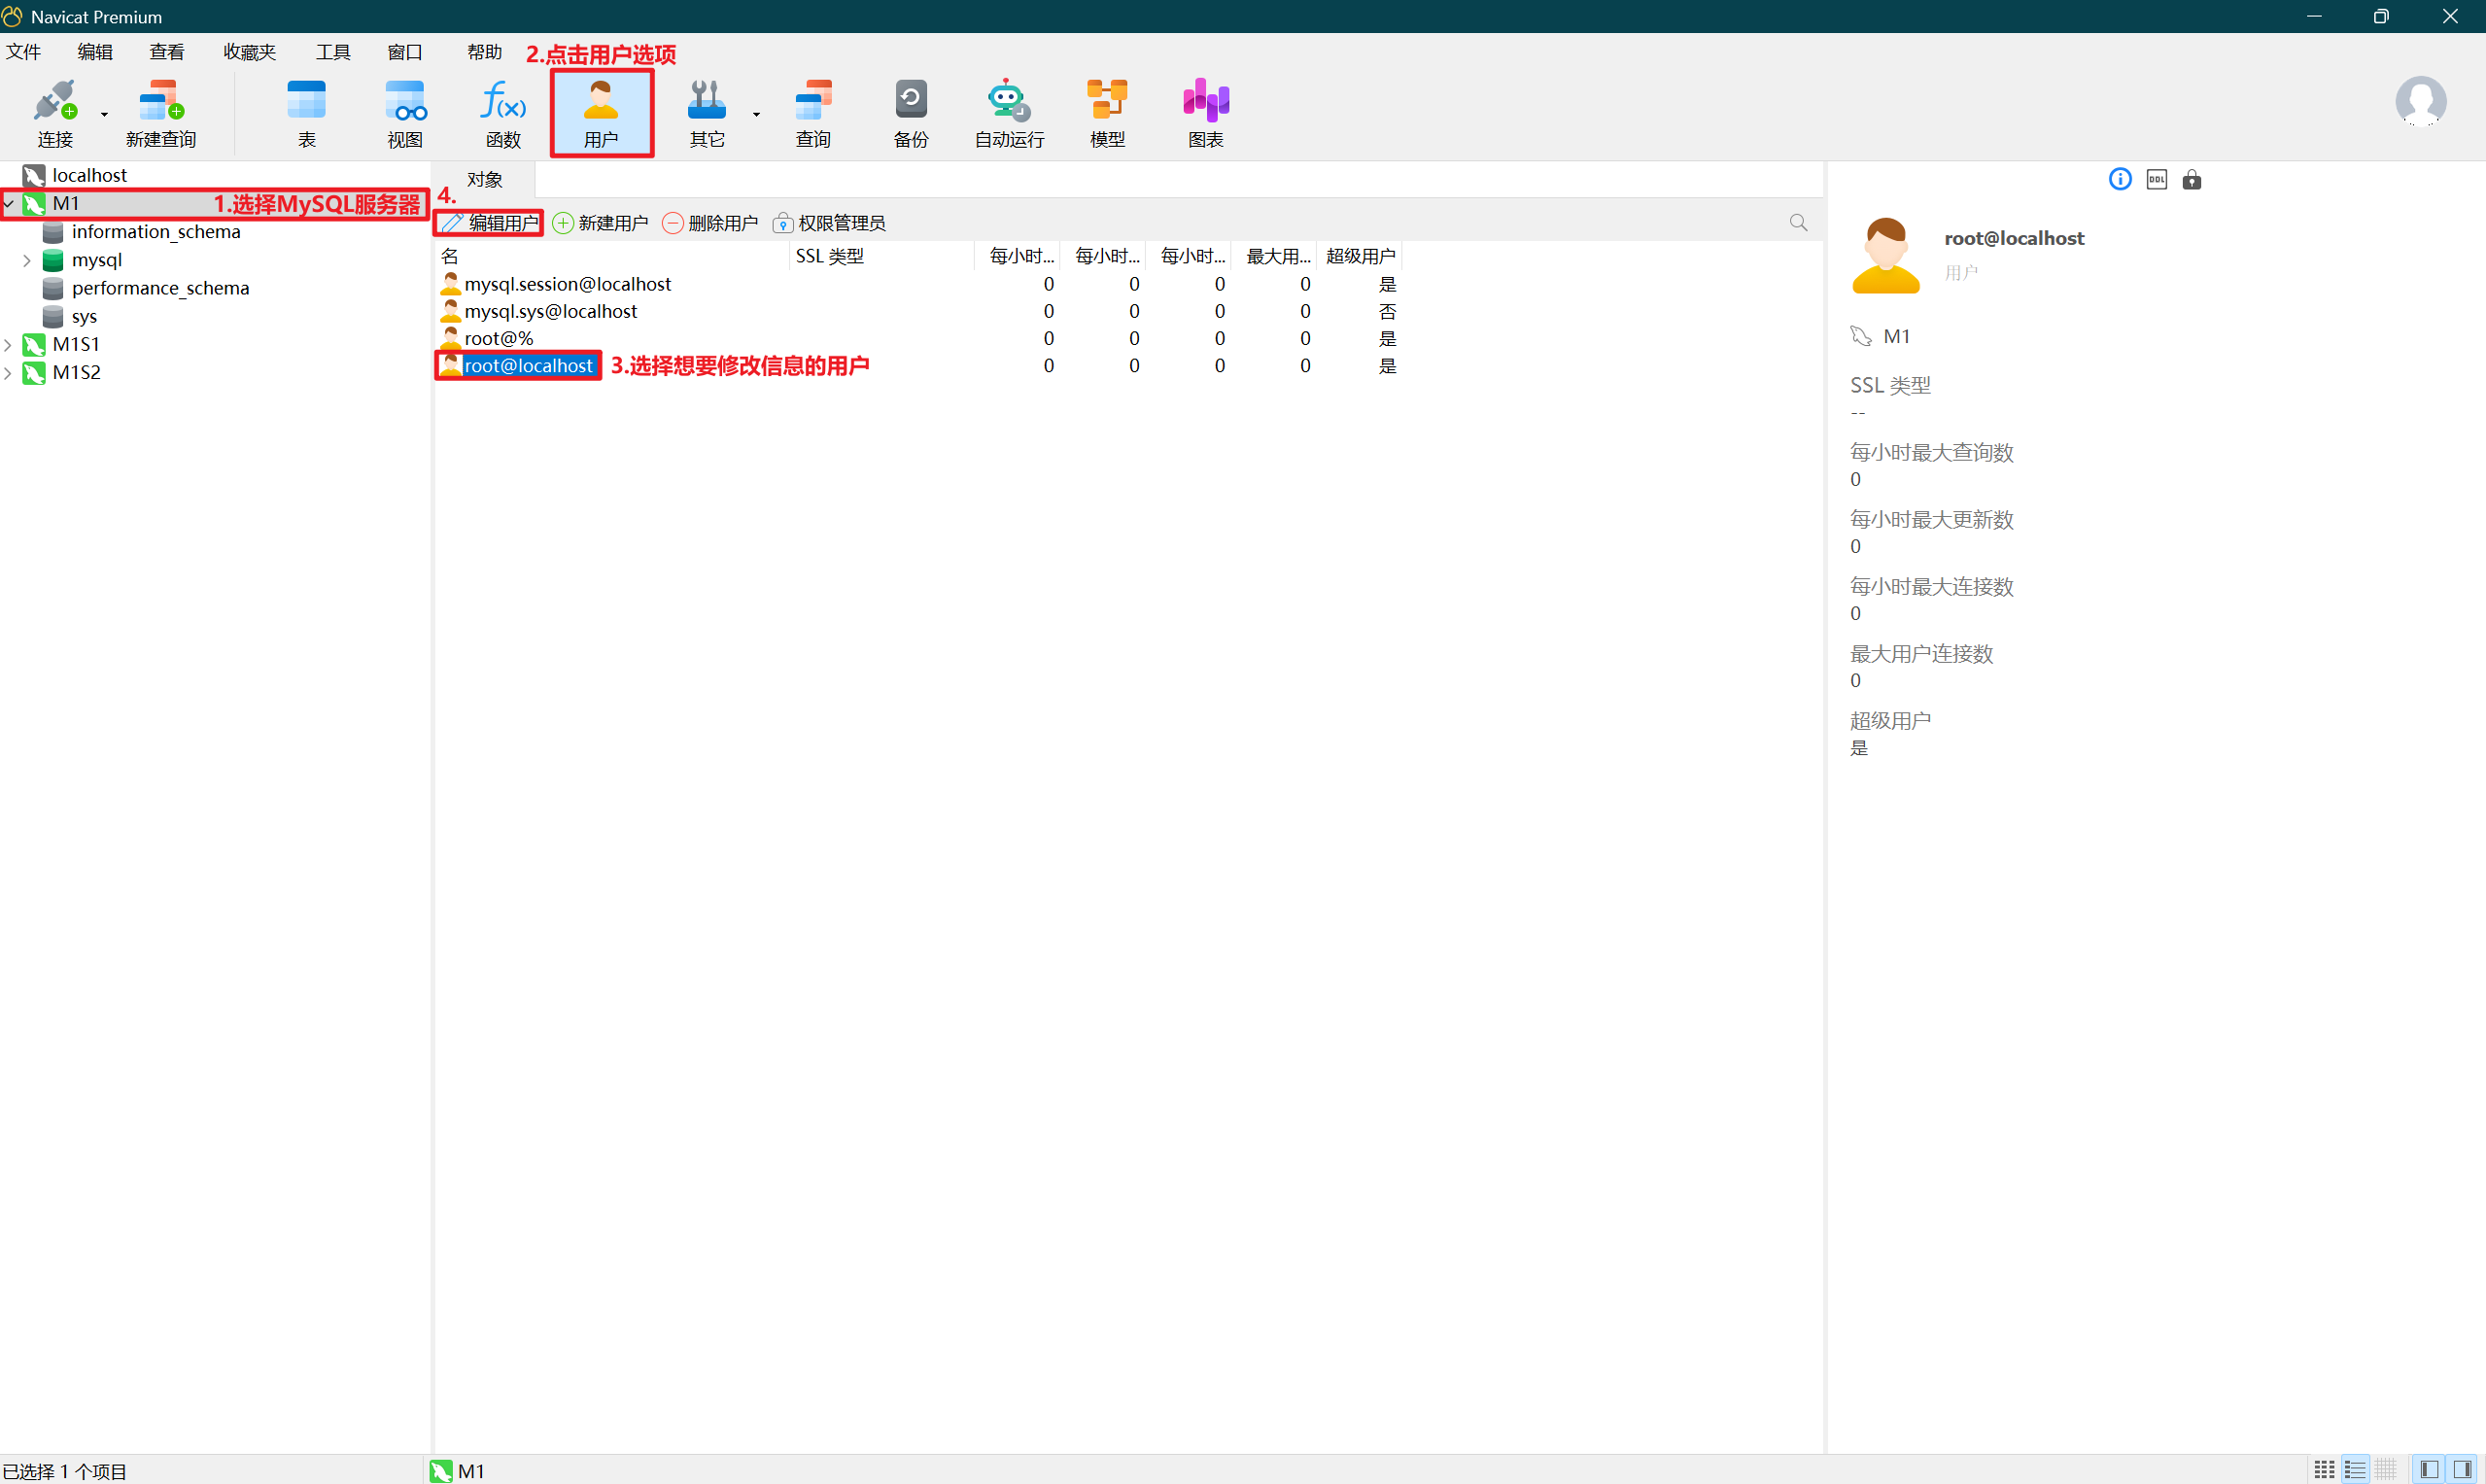 Navicat Premium
文件 编辑 查看 收藏夹 工具 窗口 帮助 2.点击用户选项
连接 新建查询 表 视图 函数 用户 其它 查询 备份 自动运行 模型 图表
localhost
M1 1.选择MySQL服务器
information_schema
mysql
performance_schema
sys
M1S1
M1S2
对象
4.
编辑用户 新建用户 删除用户 权限管理员
名 SSL 类型 每小时... 每小时... 每小时... 最大用... 超级用户
mysql.session@localhost 0 0 0 0 是
mysql.sys@localhost 0 0 0 0 否
root@% 0 0 0 0 是
root@localhost 3.选择想要修改信息的用户 0 0 0 0 是
DDL
root@localhost
用户
M1
SSL 类型
--
每小时最大查询数
0
每小时最大更新数
0
每小时最大连接数
0
最大用户连接数
0
超级用户
是
已选择 1 个项目 M1